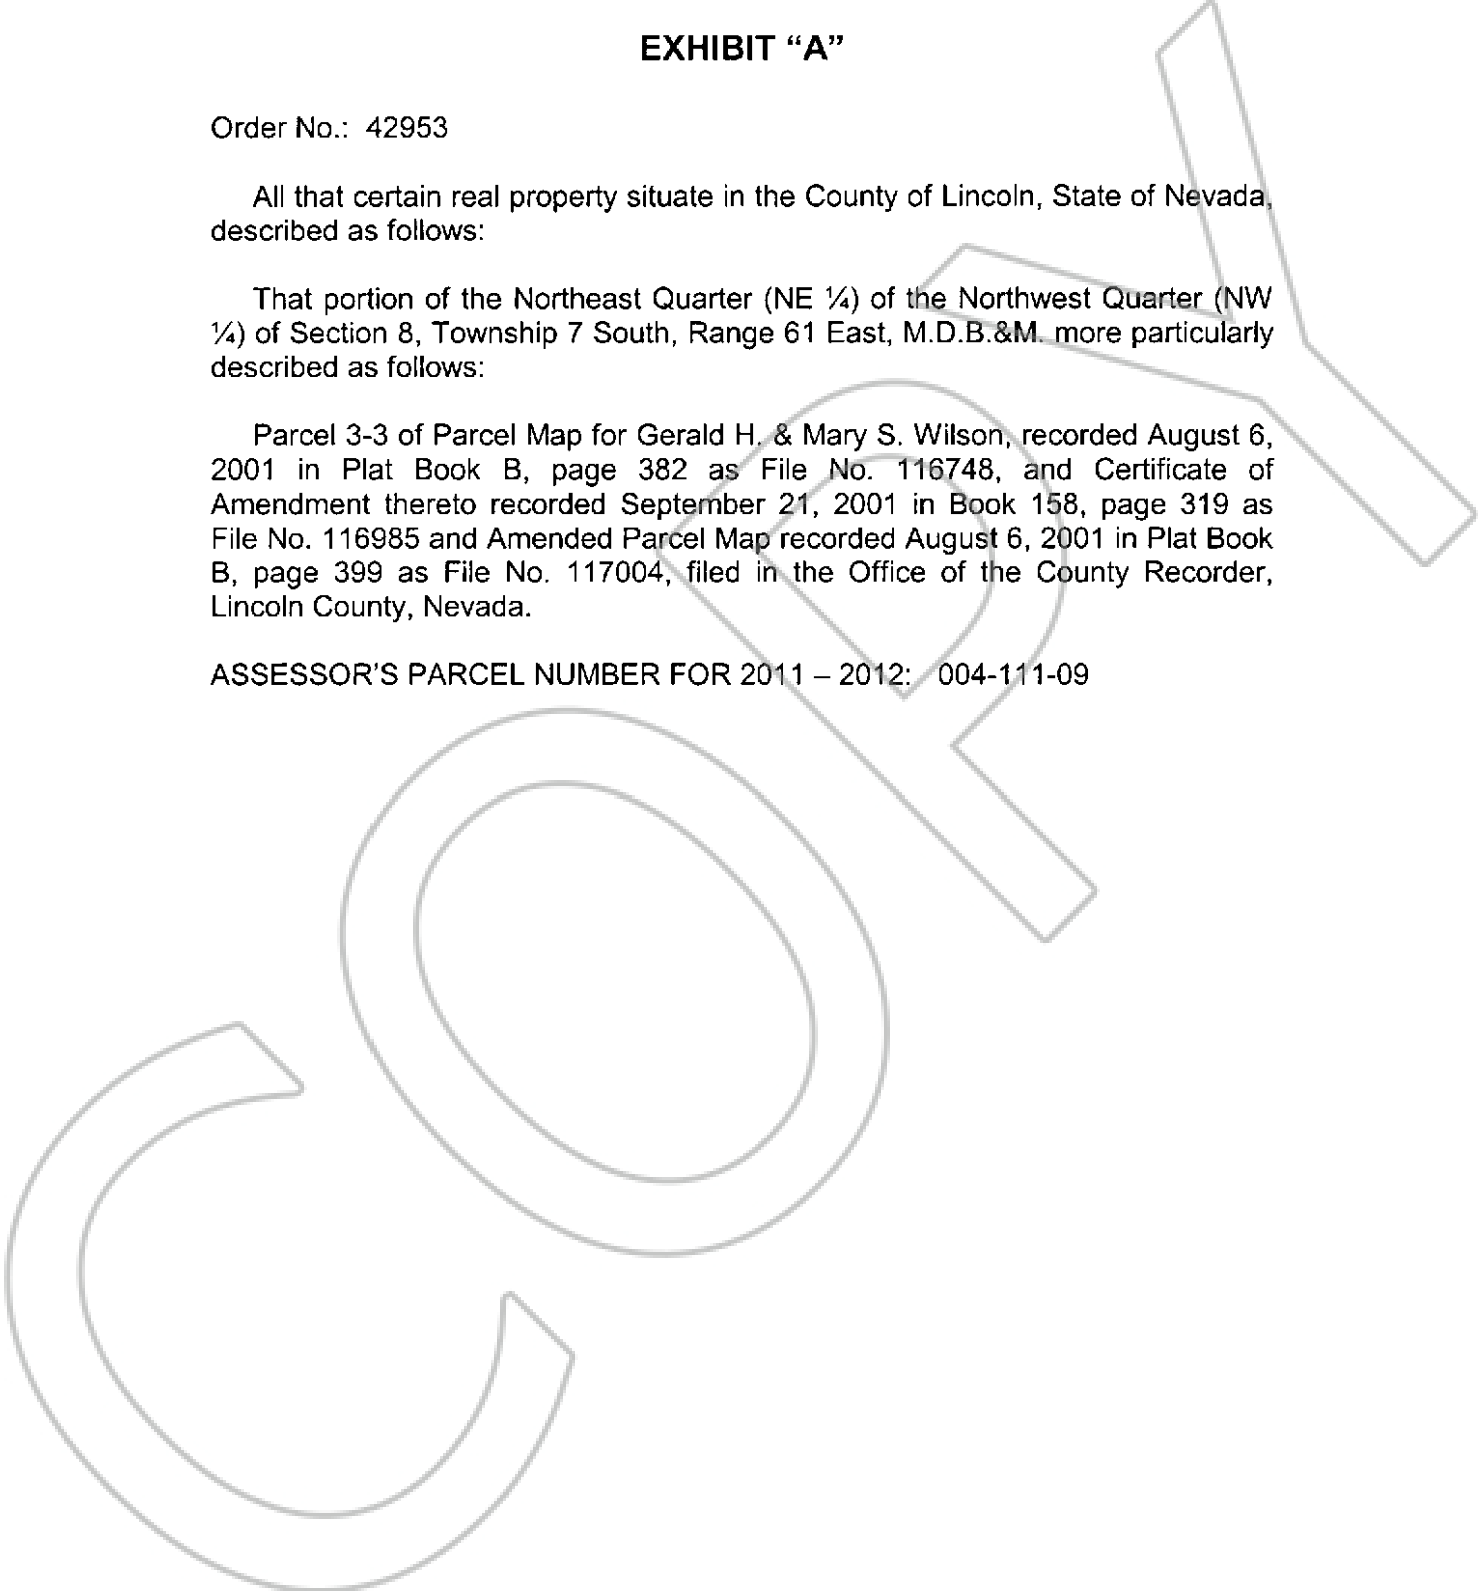 EXHIBIT “A”
Order No.: 42953
All that certain real property situate in the County of Lincoln, State of Nevada,
described as follows:
That portion of the Northeast Quarter (NE ¼) of the Northwest Quarter (NW
¼) of Section 8, Township 7 South, Range 61 East, M.D.B.&M. more particularly
described as follows:
Parcel 3-3 of Parcel Map for Gerald H. & Mary S. Wilson, recorded August 6,
2001 in Plat Book B, page 382 as File No. 116748, and Certificate of
Amendment thereto recorded September 21, 2001 in Book 158, page 319 as
File No. 116985 and Amended Parcel Map recorded August 6, 2001 in Plat Book
B, page 399 as File No. 117004, filed in the Office of the County Recorder,
Lincoln County, Nevada.
ASSESSOR’S PARCEL NUMBER FOR 2011 – 2012: 004-111-09
COPY